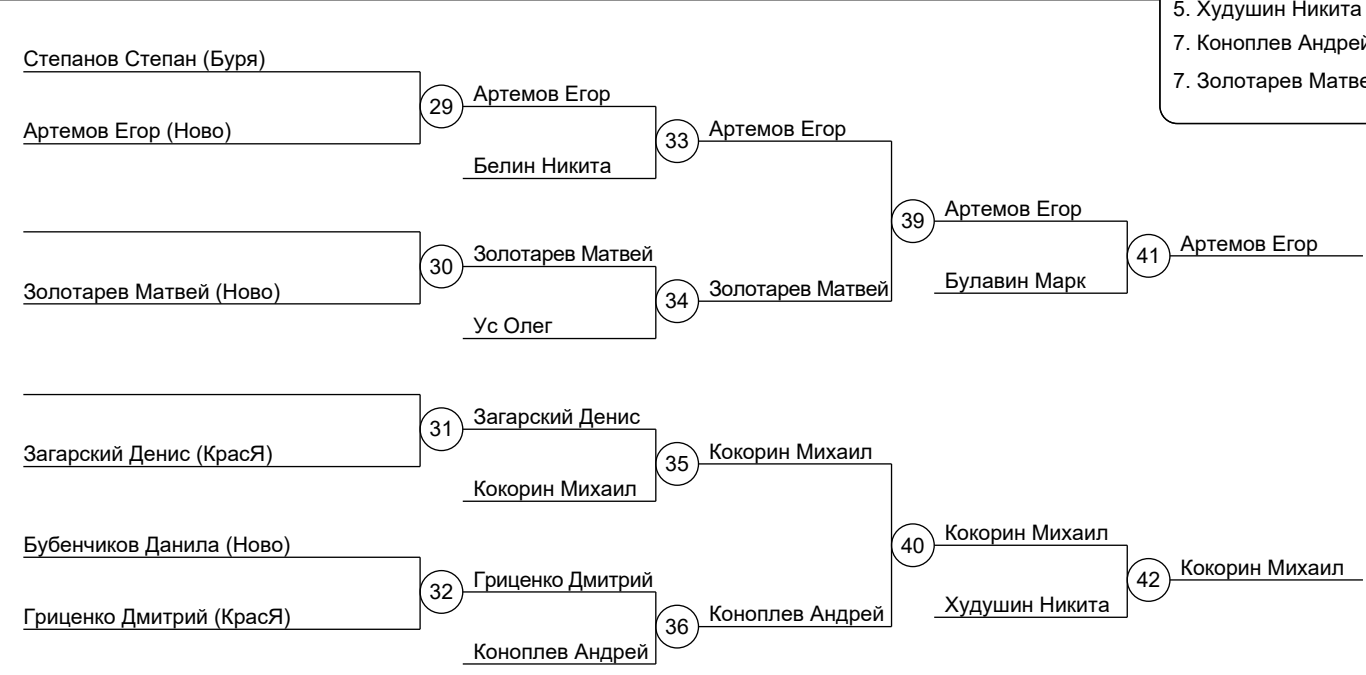 5. Худушин Никита
7. Коноплев Андрей
7. Золотарев Матве
Степанов Степан (Буря)
29
Артемов Егор
Артемов Егор (Ново)
33
Артемов Егор
Белин Никита
39
Артемов Егор
30
Золотарев Матвей
41
Артемов Егор
Золотарев Матвей (Ново)
34
Золотарев Матвей
Булавин Марк
Ус Олег
31
Загарский Денис
Загарский Денис (КрасЯ)
35
Кокорин Михаил
Кокорин Михаил
40
Кокорин Михаил
Бубенчиков Данила (Ново)
32
Гриценко Дмитрий
42
Кокорин Михаил
Гриценко Дмитрий (КрасЯ)
36
Коноплев Андрей
Худушин Никита
Коноплев Андрей